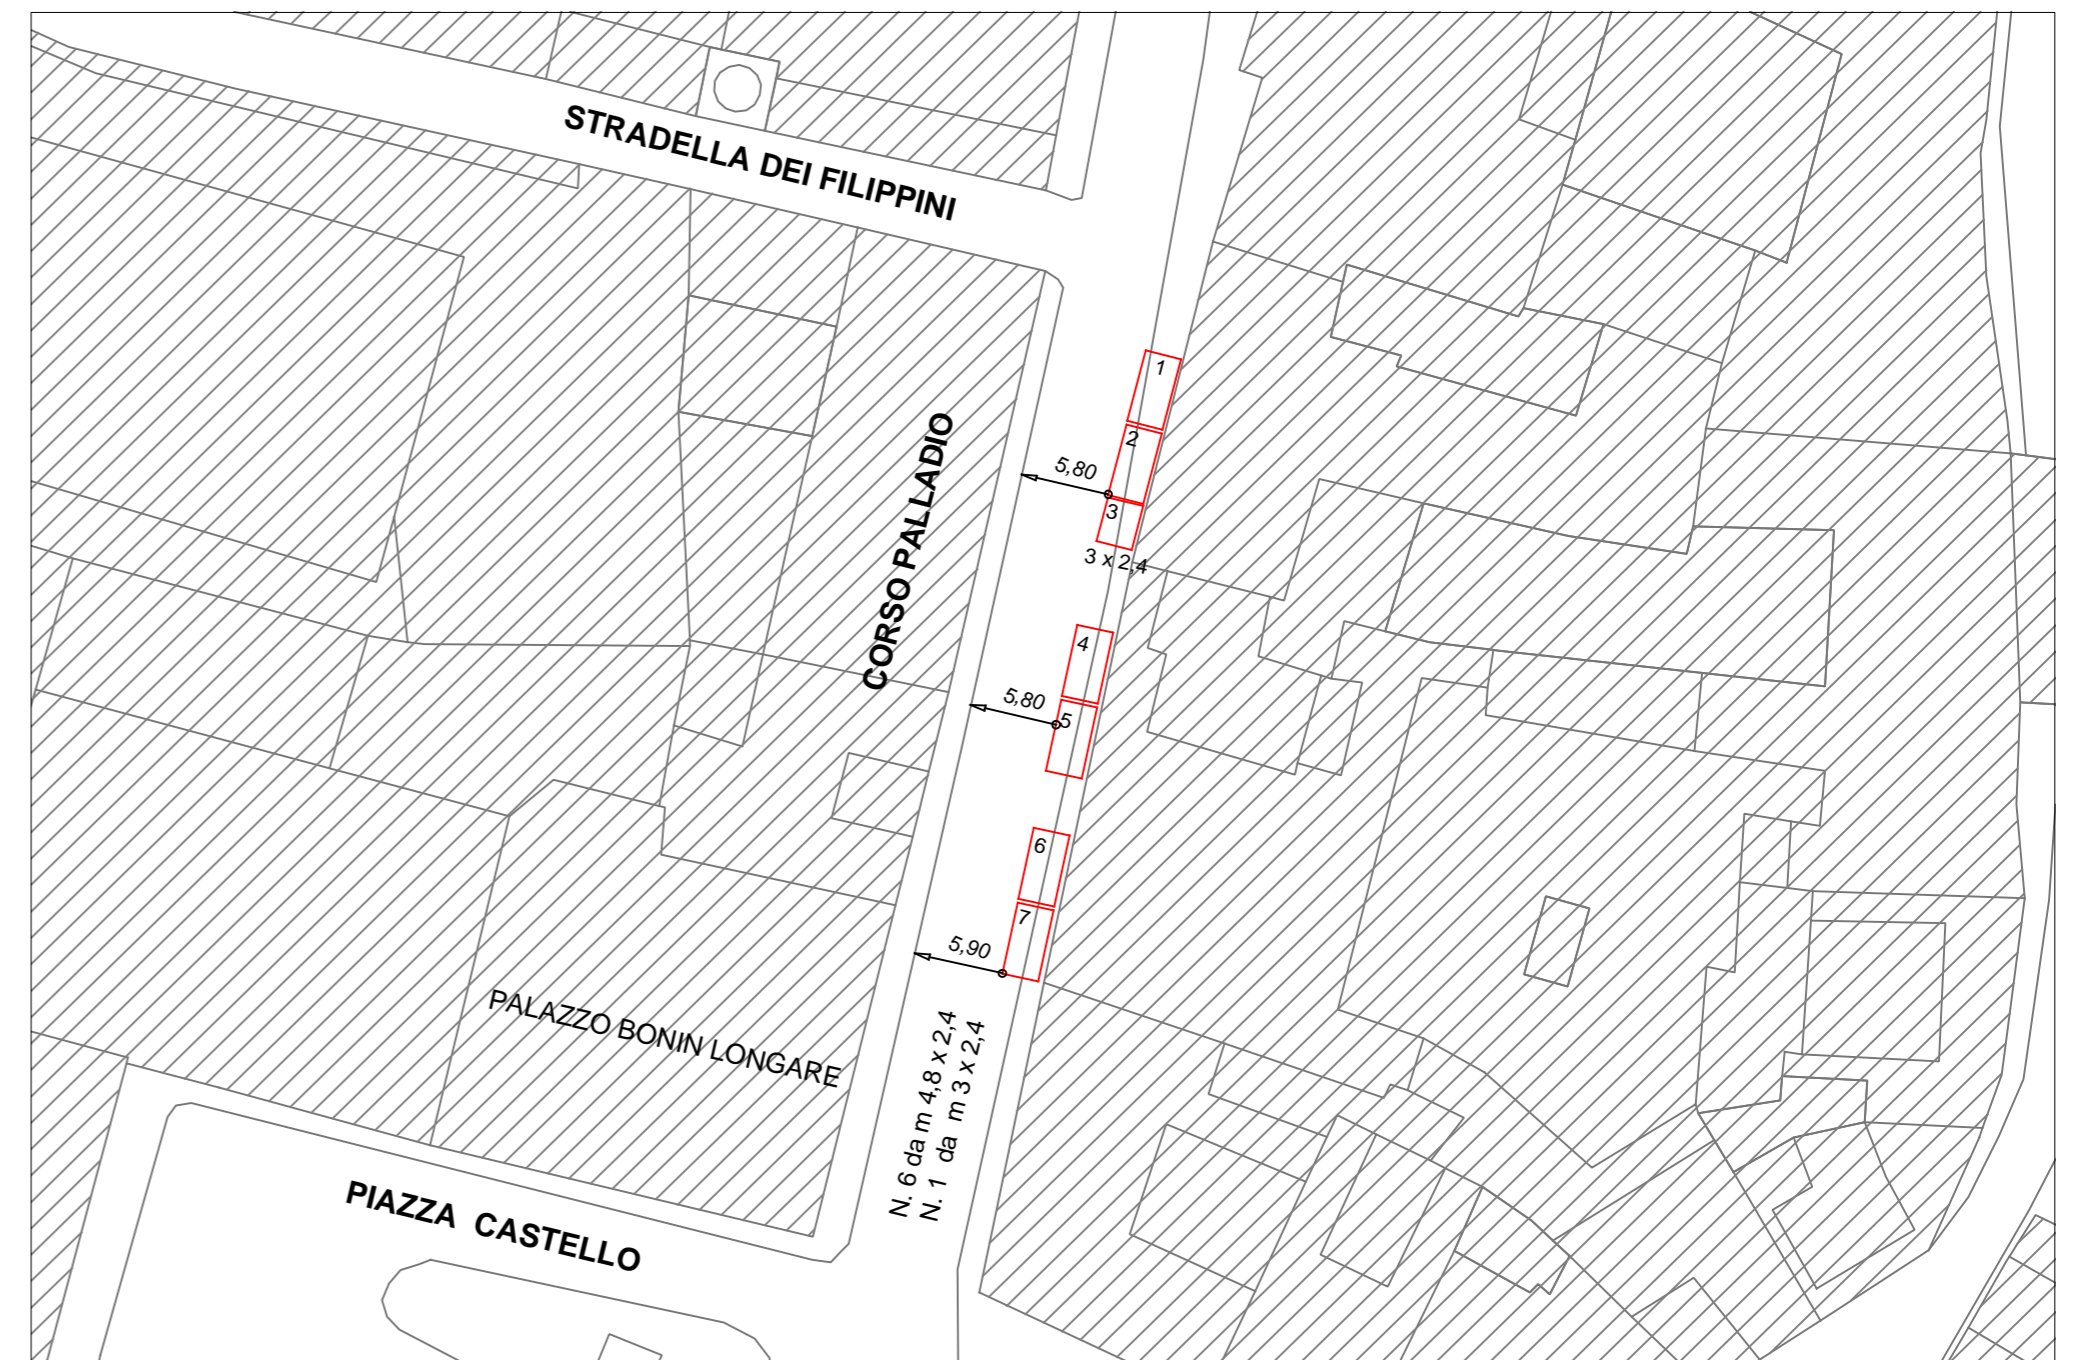 STRADELLA DEI FILIPPINI
1
2
5,80
3
3 x 2,4
CORSO PALLADIO
4
5,80
5
6
7
5,90
PALAZZO BONIN LONGARE
N. 6 da m 4,8 x 2,4
N. 1 da m 3 x 2,4
PIAZZA CASTELLO